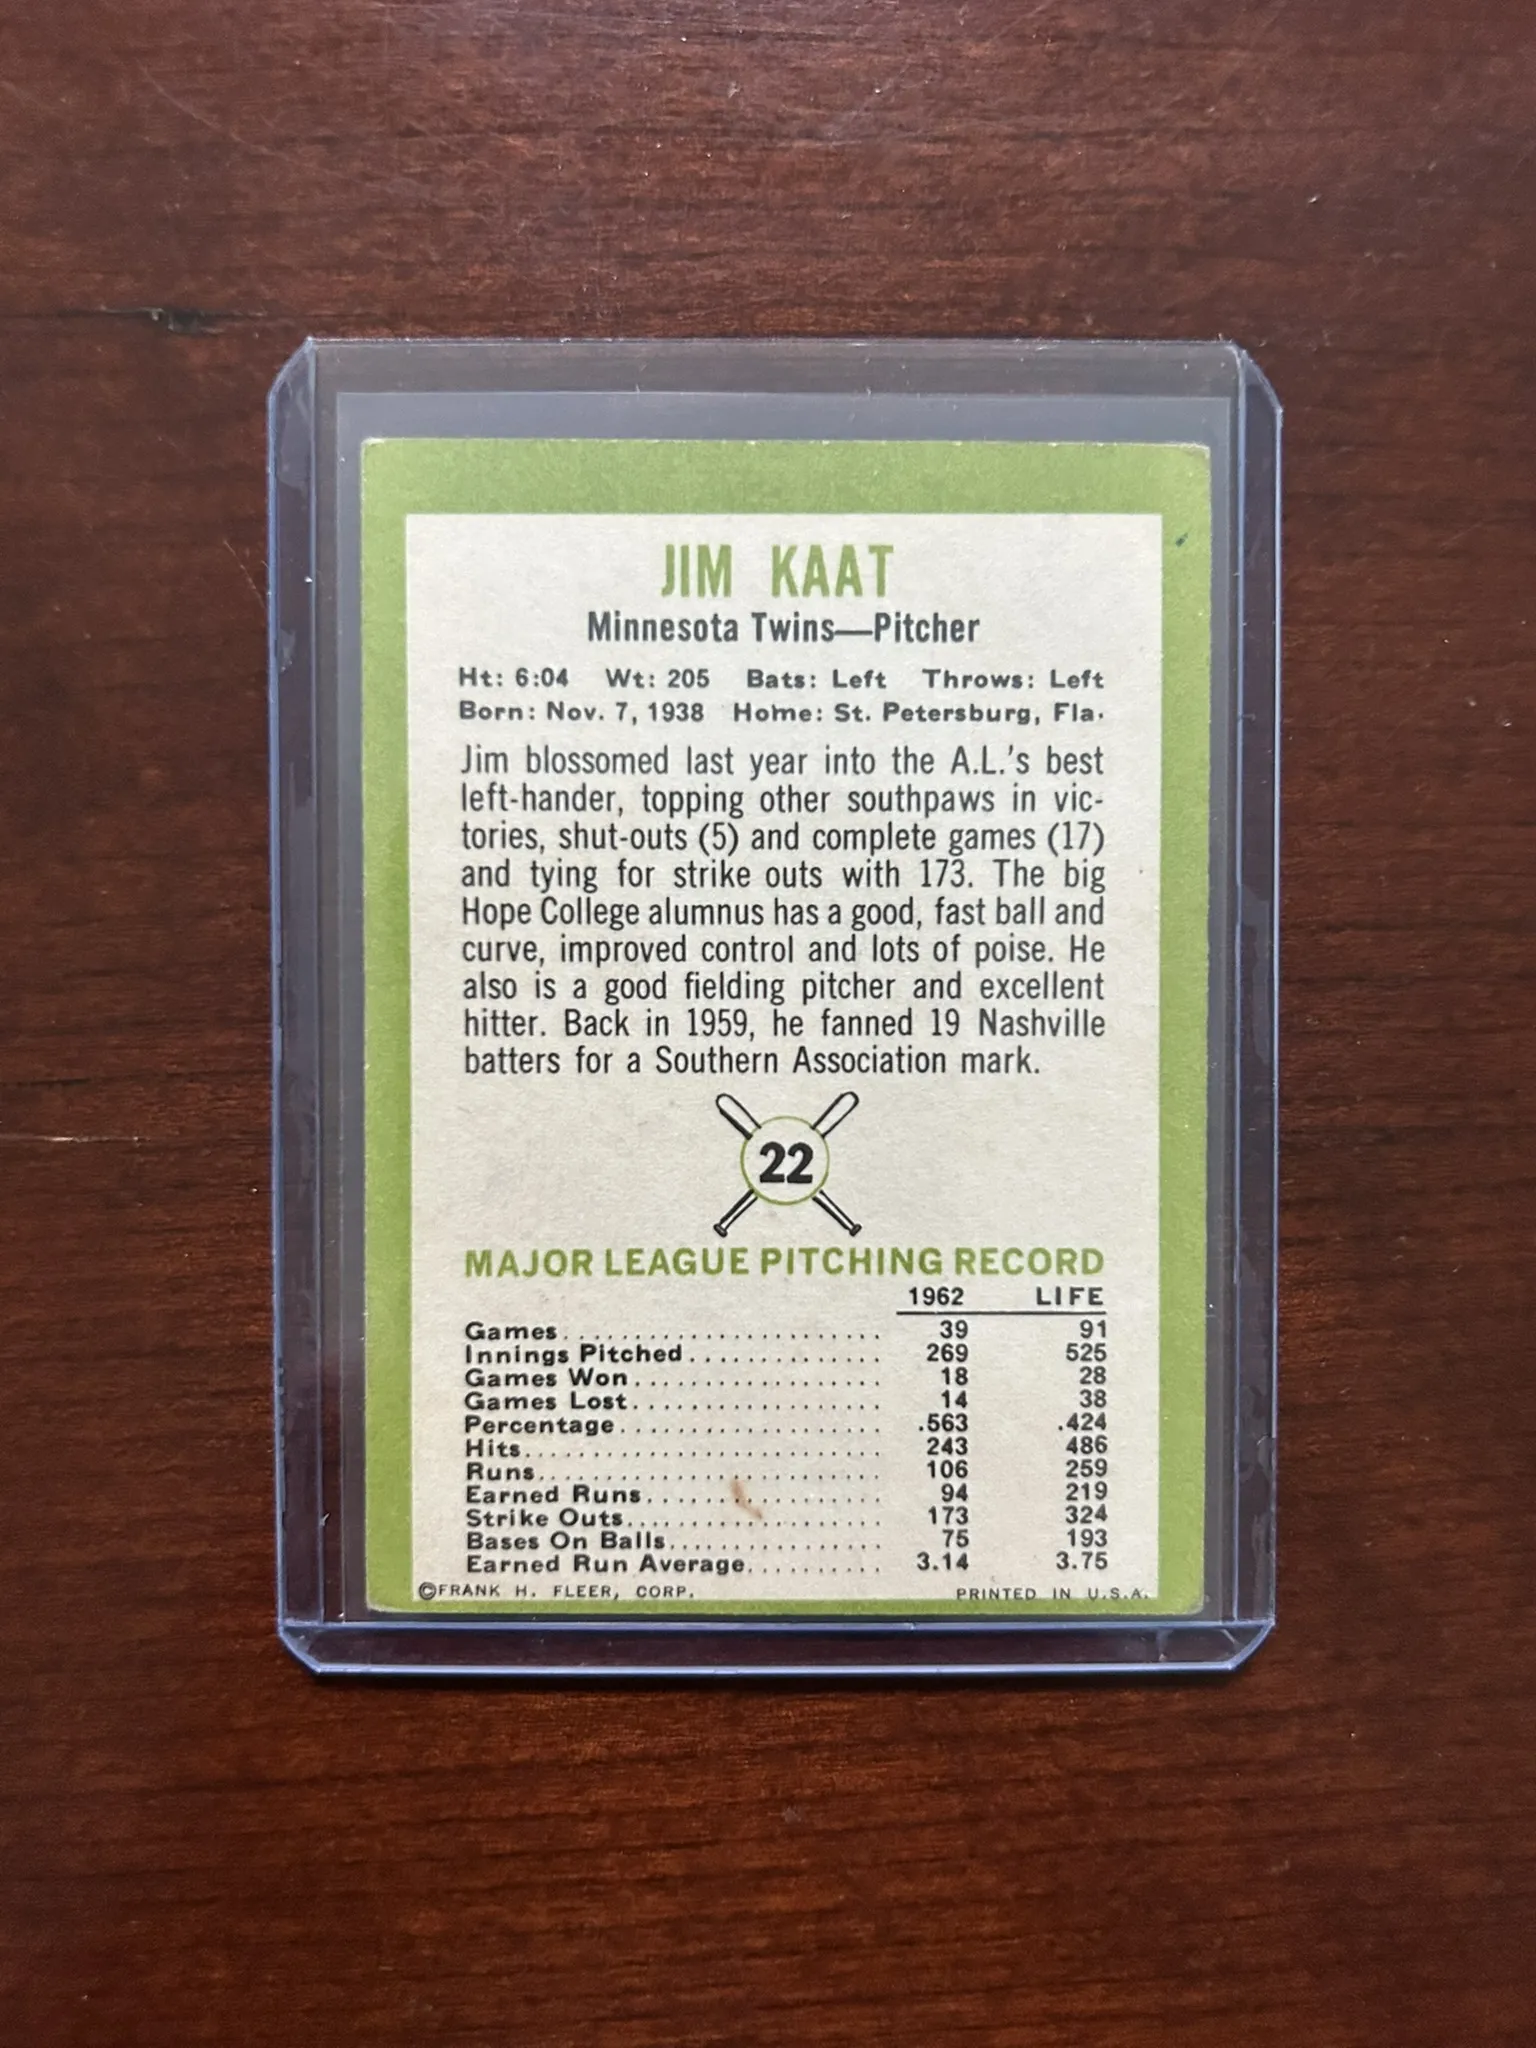 JIM KAAT
Minnesota Twins—Pitcher
Ht: 6:04 Wt: 205 Bats: Left Throws: Left
Born: Nov. 7, 1938 Home: St. Petersburg, Fla.
Jim blossomed last year into the A.L.'s best
left-hander, topping other southpaws in vic-
tories, shut-outs (5) and complete games (17)
and tying for strike outs with 173. The big
Hope College alumnus has a good, fast ball and
curve, improved control and lots of poise. He
also is a good fielding pitcher and excellent
hitter. Back in 1959, he fanned 19 Nashville
batters for a Southern Association mark.
22
MAJOR LEAGUE PITCHING RECORD
1962 LIFE
Games....................... 39 91
Innings Pitched.............. 269 525
Games Won................. 18 28
Games Lost................. 14 38
Percentage.................. .563 .424
Hits......................... 243 486
Runs........................ 106 259
Earned Runs................ 94 219
Strike Outs.................. 173 324
Bases On Balls............... 75 193
Earned Run Average.......... 3.14 3.75
©FRANK H. FLEER, CORP. PRINTED IN U.S.A.